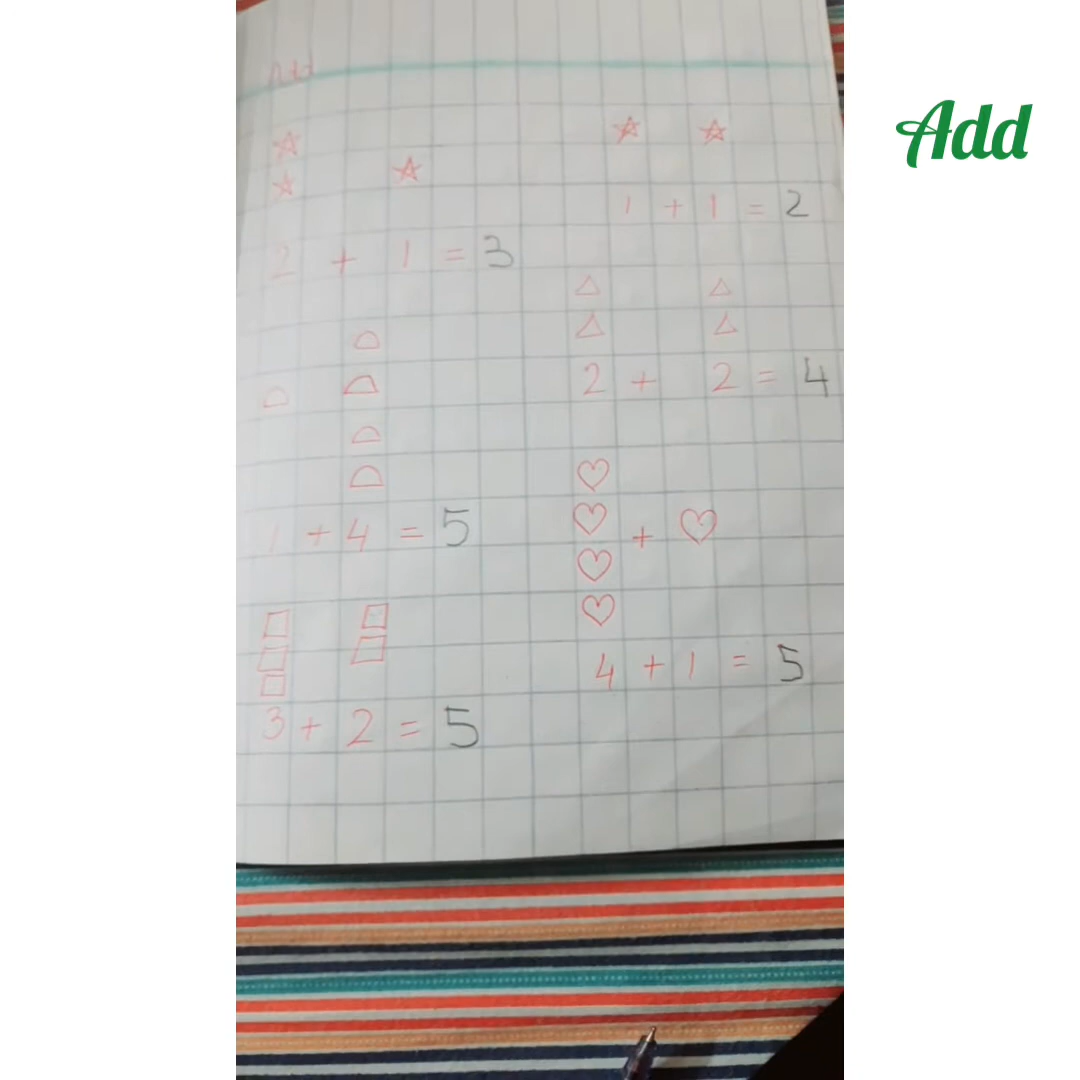 Add
Add
2 + 1 = 3
1 + 1 = 2
2 + 2 = 4
1 + 4 = 5
+
4 + 1 = 5
3 + 2 = 5